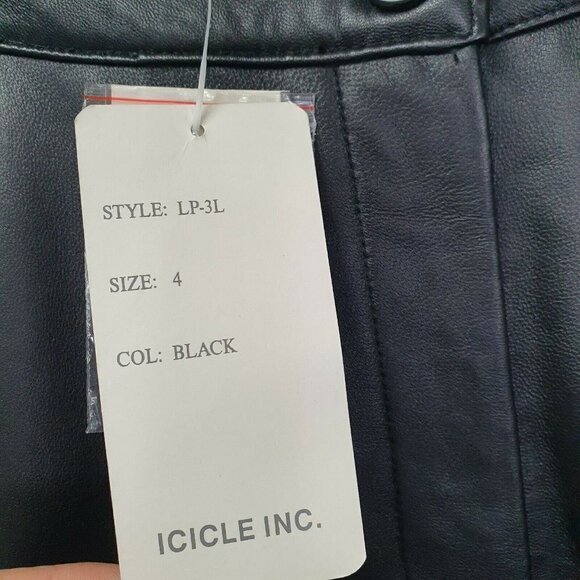 STYLE: LP-3L
SIZE: 4
COL: BLACK
ICICLE INC.